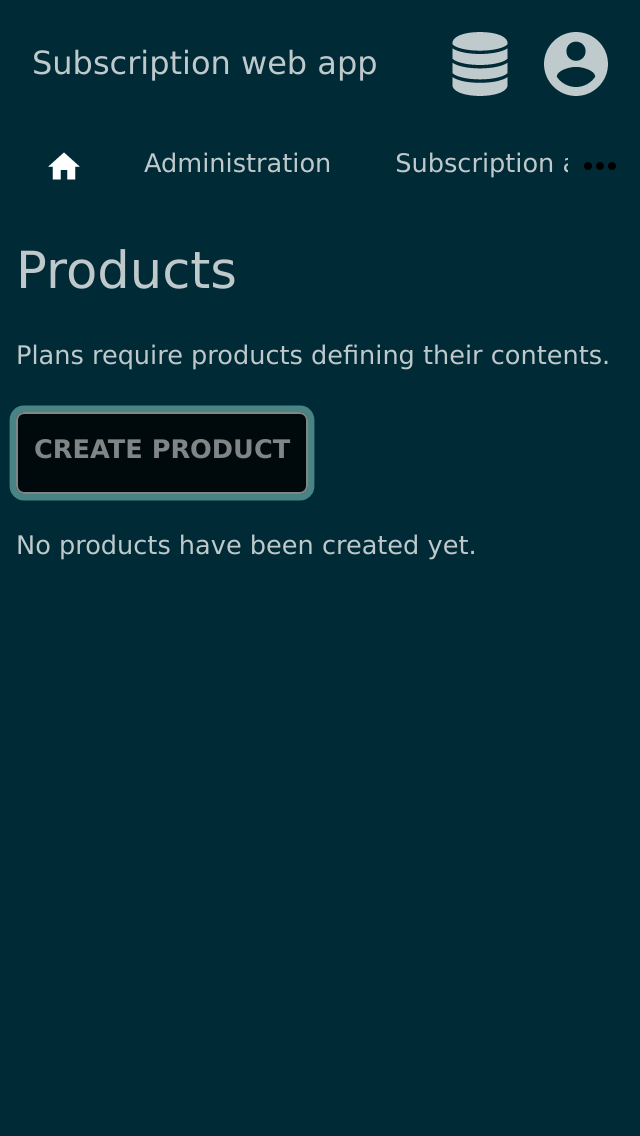 Subscription web app
Administration
Subscription
Products
Plans require products defining their contents.
CREATE PRODUCT
No products have been created yet.